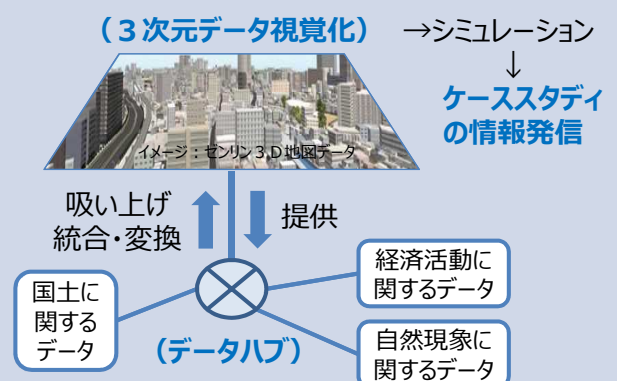 （３次元データ視覚化）
→シミュレーション
↓
ケーススタディ
の情報発信
イメージ：ゼンリン３Ｄ地図データ
吸い上げ
統合・変換
提供
国土に
関する
データ
（データハブ）
経済活動に
関するデータ
自然現象に
関するデータ